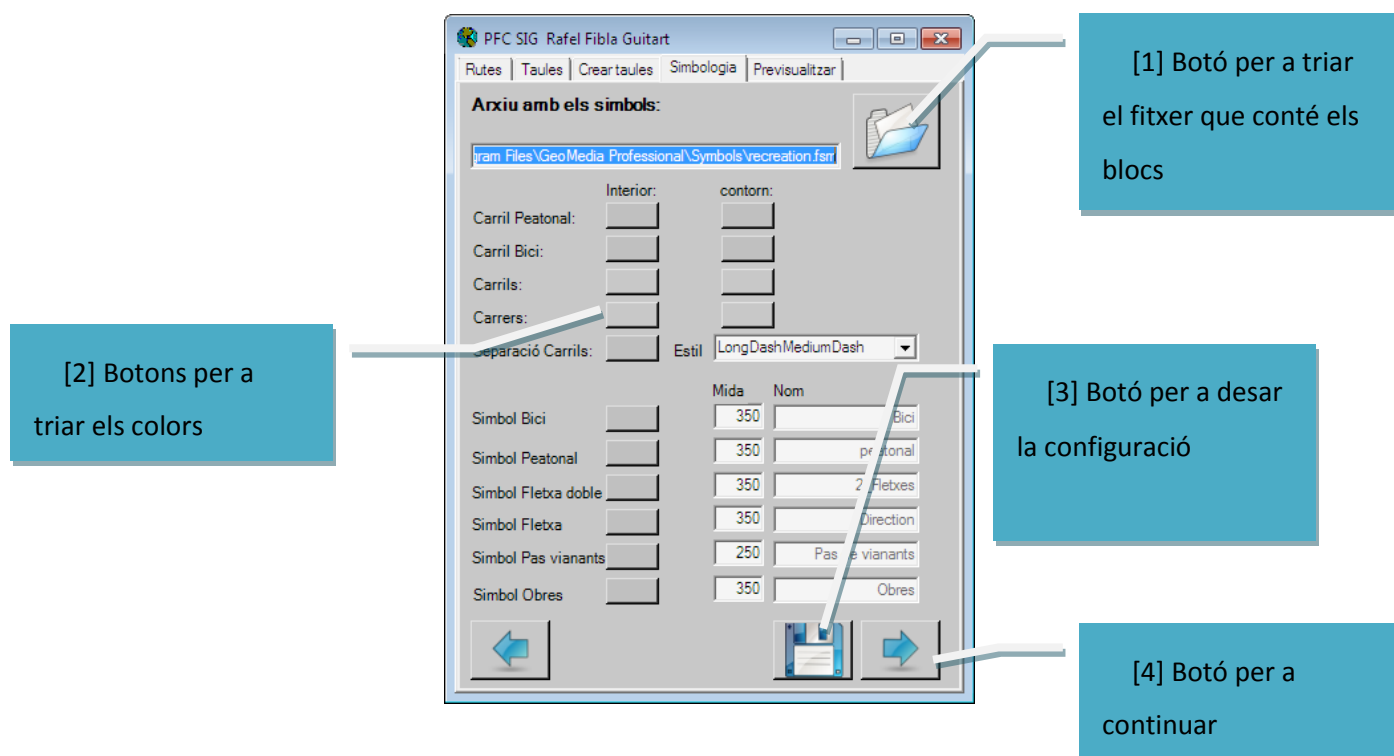 PFC SIG Rafel Fibla Guitart
Rutes Taules Crear taules Simbologia Previsualitzar
Arxiu amb els simbols:
gram Files\GeoMedia Professional\Symbols\recreation.fsm
Interior: contorn:
Carril Peatonal:
Carril Bici:
Carrils:
Carrers:
Separació Carrils: Estil LongDashMediumDash
Mida Nom
Simbol Bici 350 Bici
Simbol Peatonal 350 peatonal
Simbol Fletxa doble 350 2 Fletxes
Simbol Fletxa 350 Direction
Simbol Pas vianants 250 Pas de vianants
Simbol Obres 350 Obres
[1] Botó per a triar
el fitxer que conté els
blocs
[2] Botons per a
triar els colors
[3] Botó per a desar
la configuració
[4] Botó per a
continuar